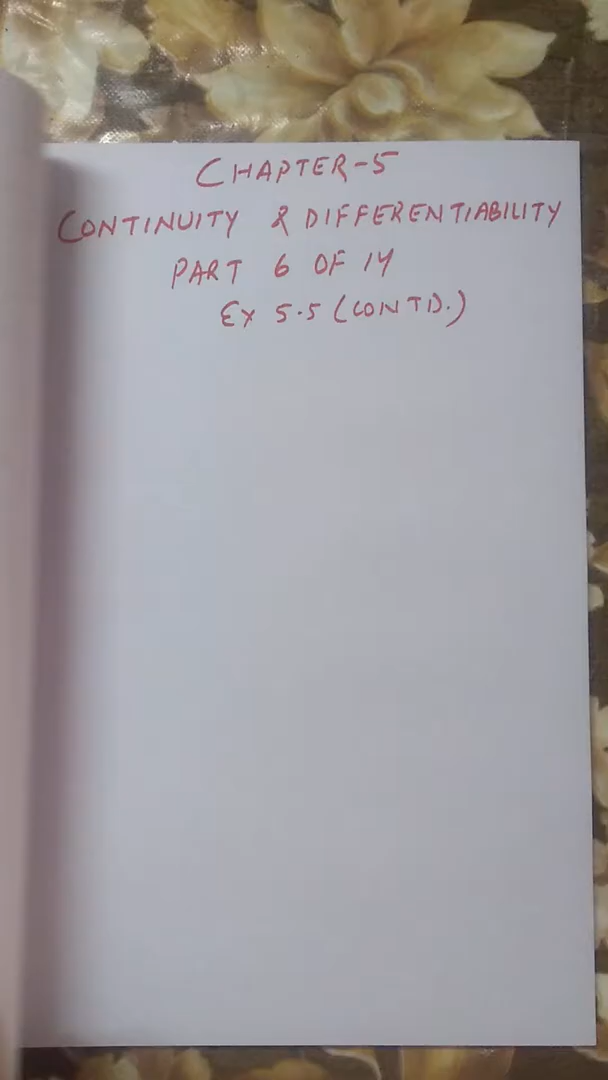 CHAPTER-5
CONTINUITY & DIFFERENTIABILITY
PART 6 OF 14
Ex 5.5 (CONTD.)